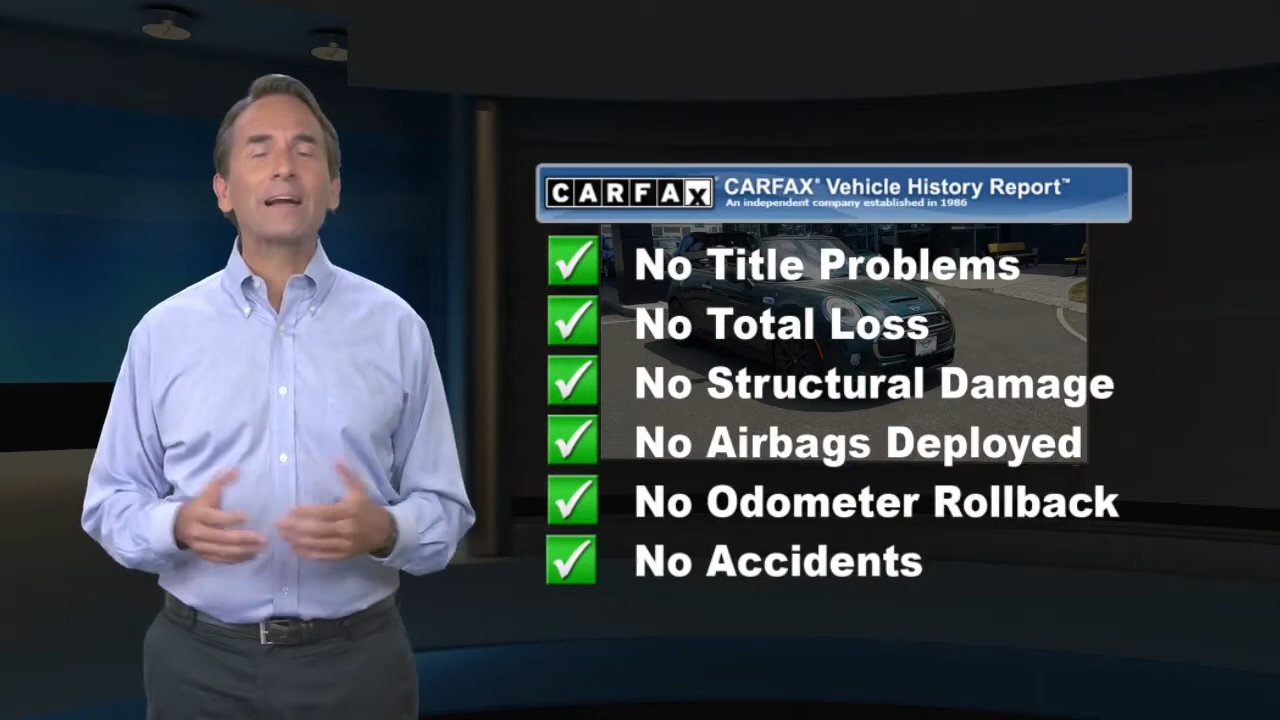 CARFAX
CARFAX® Vehicle History Report™
An independent company established in 1986
No Title Problems
No Total Loss
No Structural Damage
No Airbags Deployed
No Odometer Rollback
No Accidents